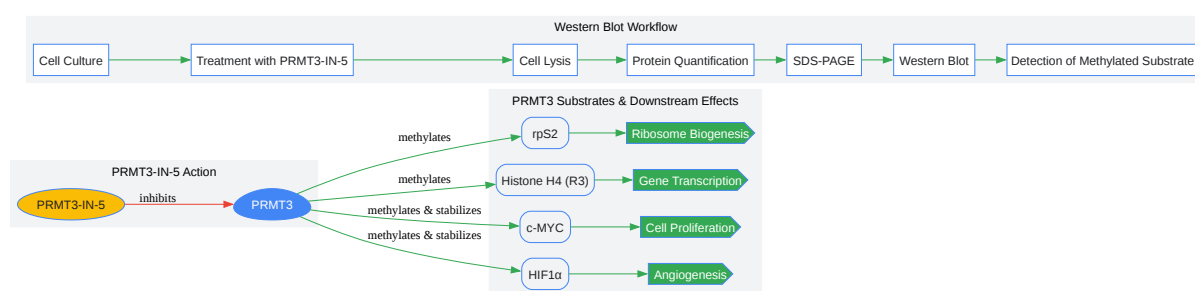 Western Blot Workflow
Cell Culture
Treatment with PRMT3-IN-5
Cell Lysis
Protein Quantification
SDS-PAGE
Western Blot
Detection of Methylated Substrate
PRMT3 Substrates & Downstream Effects
methylates
rpS2
Ribosome Biogenesis
PRMT3-IN-5 Action
methylates
Histone H4 (R3)
Gene Transcription
PRMT3-IN-5
inhibits
PRMT3
methylates & stabilizes
c-MYC
Cell Proliferation
methylates & stabilizes
HIF1α
Angiogenesis